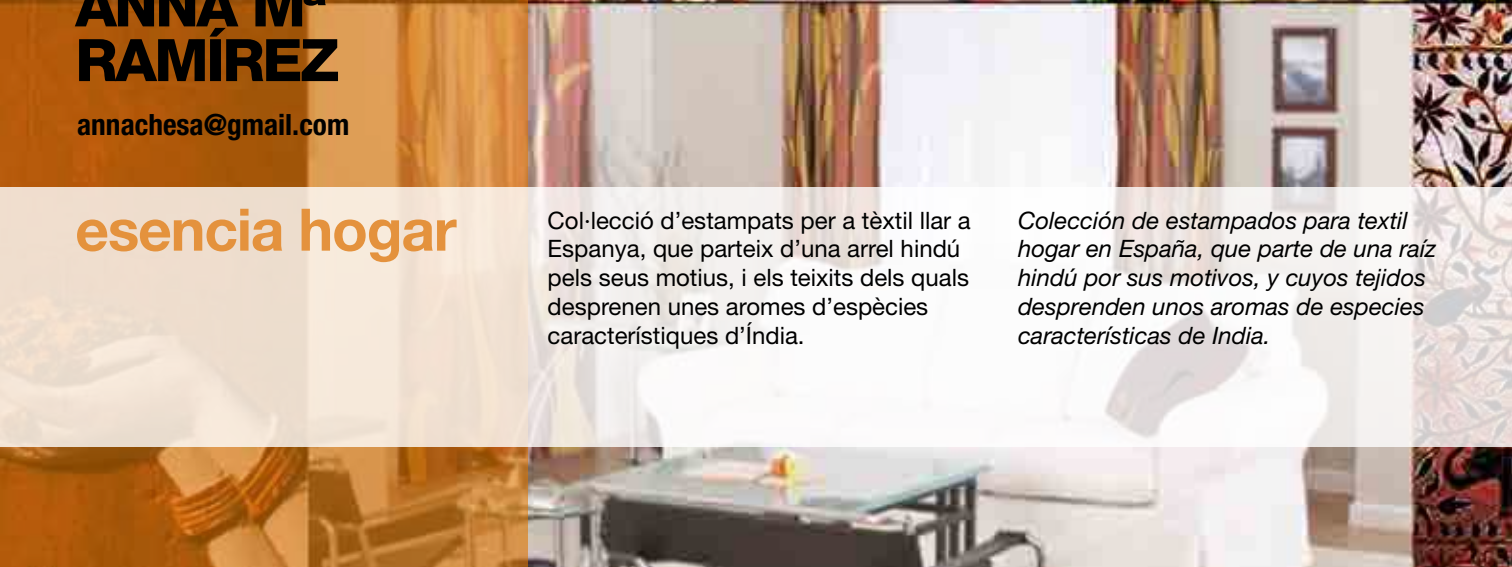 ANNA Mª
RAMÍREZ
annachesa@gmail.com
esencia hogar
Col·lecció d'estampats per a tèxtil llar a
Espanya, que parteix d'una arrel hindú
pels seus motius, i els teixits dels quals
desprenen unes aromes d'espècies
característiques d'Índia.
Colección de estampados para textil
hogar en España, que parte de una raíz
hindú por sus motivos, y cuyos tejidos
desprenden unos aromas de especies
características de India.